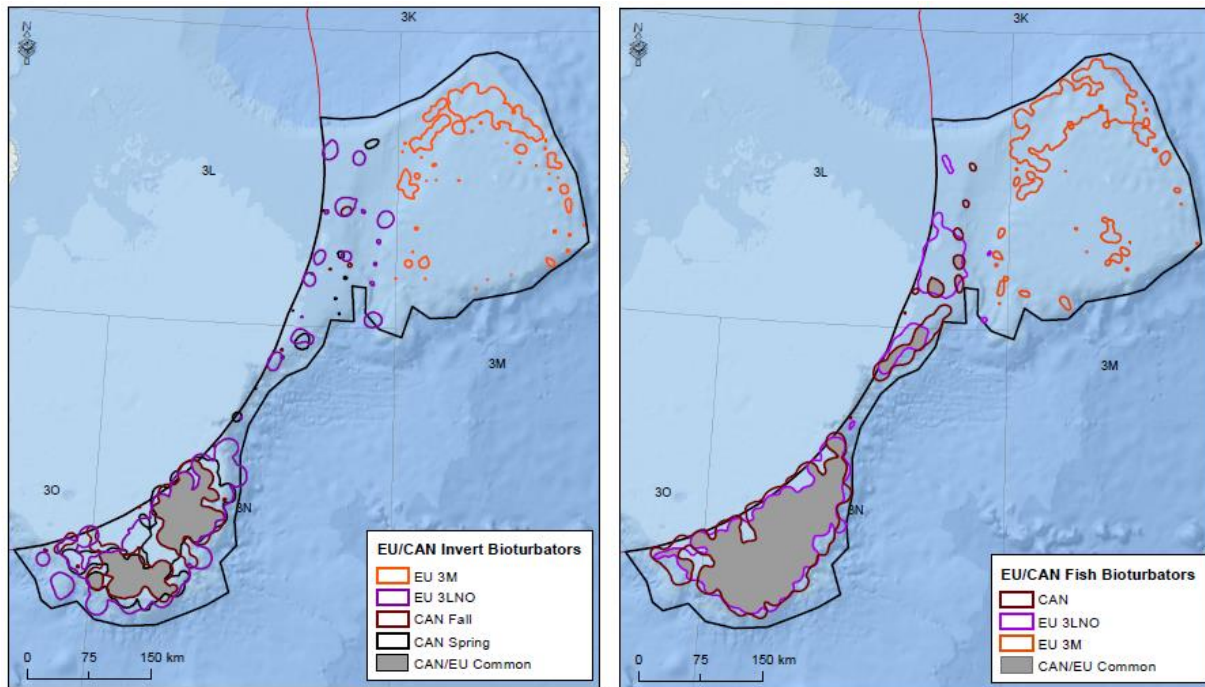 3K
N
3L
3M
3O
3N
EU/CAN Invert Bioturbators
EU 3M
EU 3LNO
CAN Fall
CAN Spring
CAN/EU Common
0 75 150 km
3K
N
3L
3M
3O
3N
EU/CAN Fish Bioturbators
CAN
EU 3LNO
EU 3M
CAN/EU Common
0 75 150 km